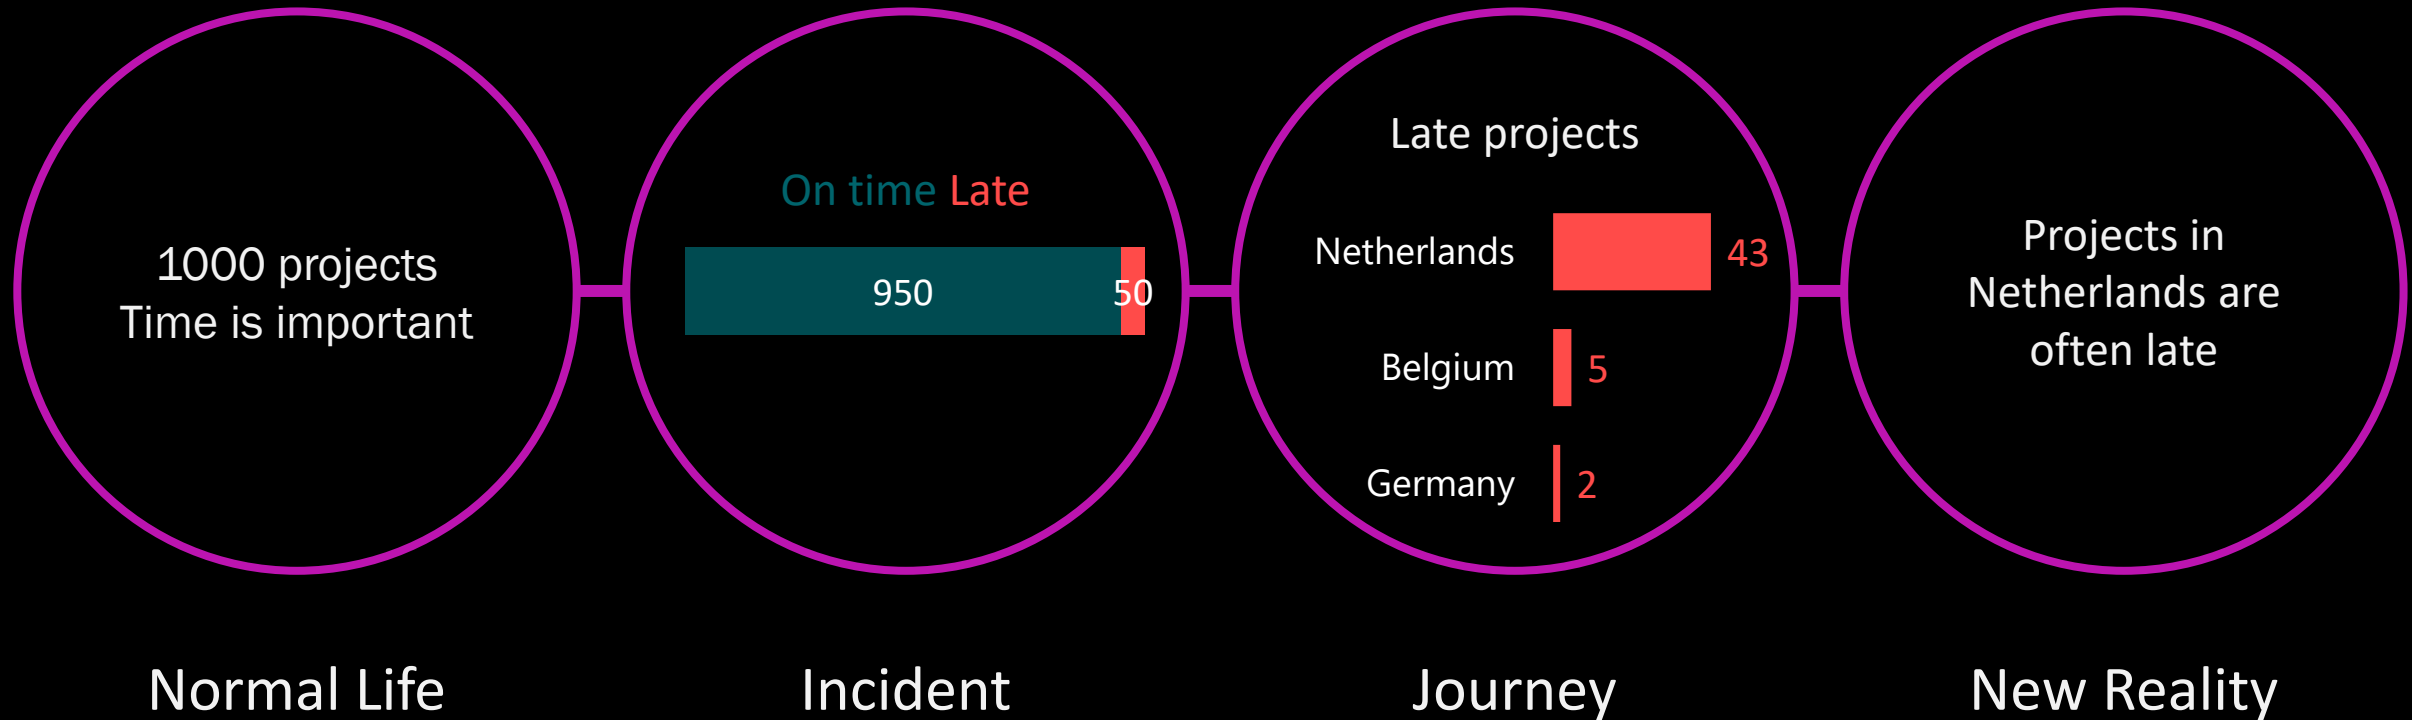 1000 projects
Time is important
Normal Life
On time Late
950 50
Incident
Late projects
Netherlands 43
Belgium 5
Germany 2
Journey
Projects in
Netherlands are
often late
New Reality